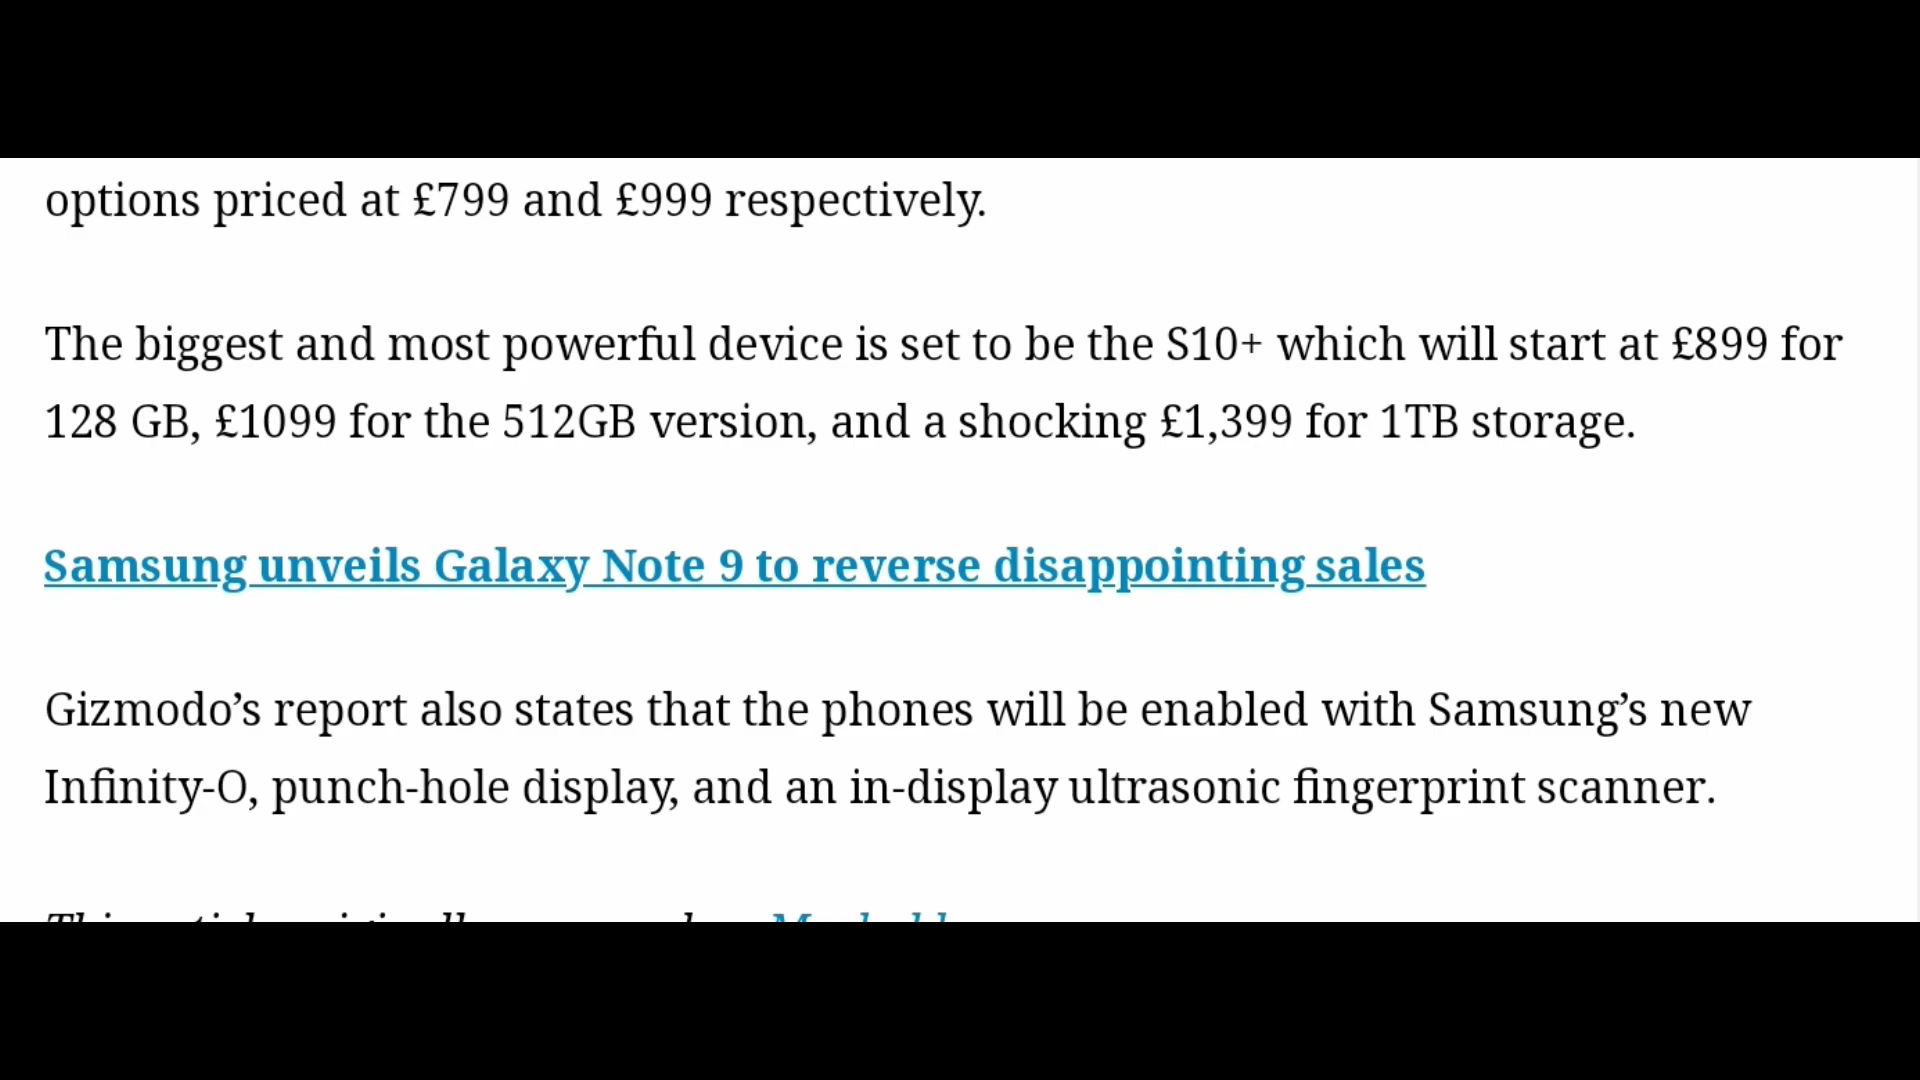 options priced at £799 and £999 respectively.
The biggest and most powerful device is set to be the S10+ which will start at £899 for
128 GB, £1099 for the 512GB version, and a shocking £1,399 for 1TB storage.
Samsung unveils Galaxy Note 9 to reverse disappointing sales
Gizmodo’s report also states that the phones will be enabled with Samsung’s new
Infinity-O, punch-hole display, and an in-display ultrasonic fingerprint scanner.